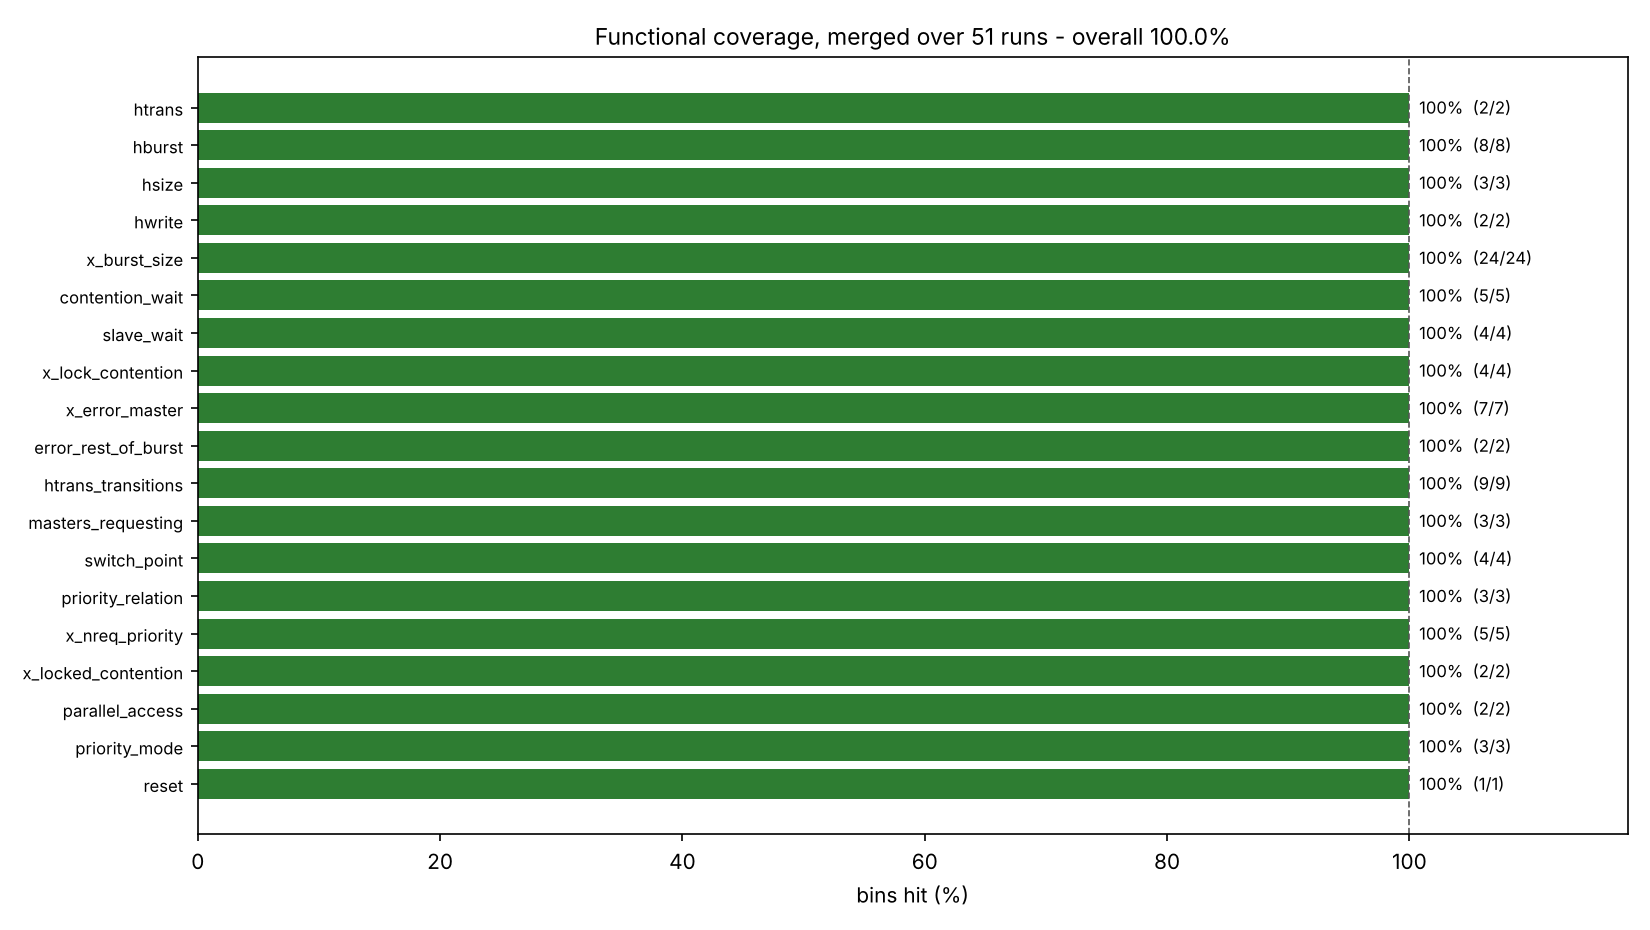 Functional coverage, merged over 51 runs - overall 100.0%
htrans 100% (2/2)
hburst 100% (8/8)
hsize 100% (3/3)
hwrite 100% (2/2)
x_burst_size 100% (24/24)
contention_wait 100% (5/5)
slave_wait 100% (4/4)
x_lock_contention 100% (4/4)
x_error_master 100% (7/7)
error_rest_of_burst 100% (2/2)
htrans_transitions 100% (9/9)
masters_requesting 100% (3/3)
switch_point 100% (4/4)
priority_relation 100% (3/3)
x_nreq_priority 100% (5/5)
x_locked_contention 100% (2/2)
parallel_access 100% (2/2)
priority_mode 100% (3/3)
reset 100% (1/1)
0 20 40 60 80 100
bins hit (%)